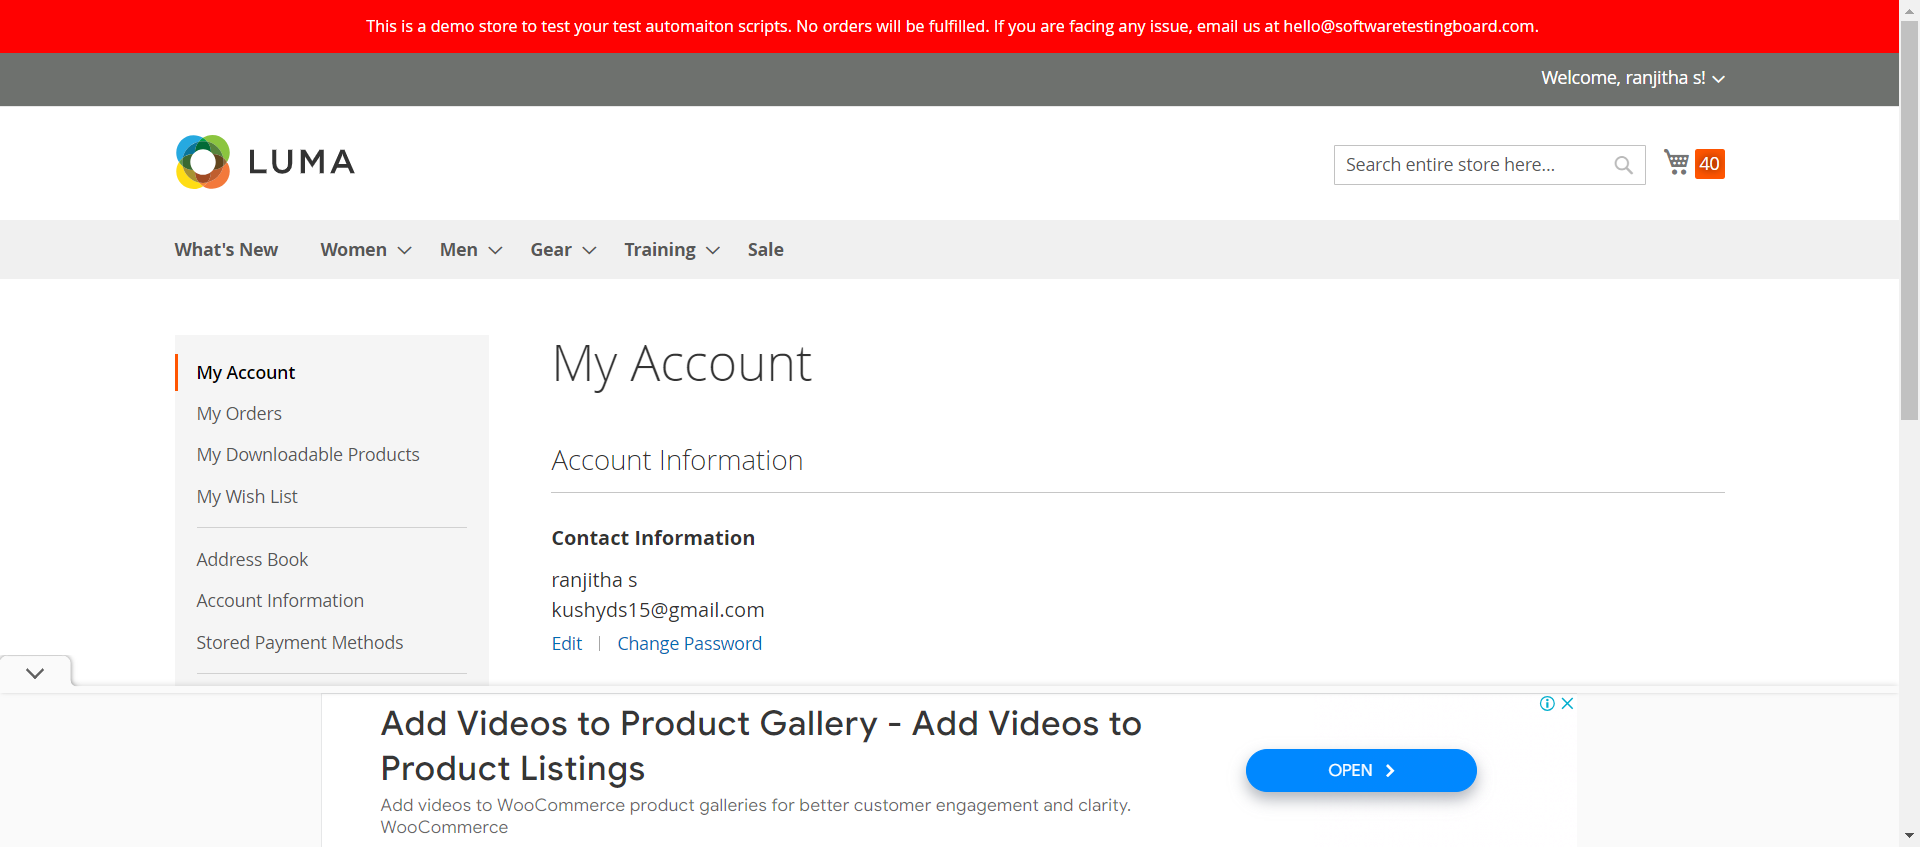 This is a demo store to test your test automaiton scripts. No orders will be fulfilled. If you are facing any issue, email us at hello@softwaretestingboard.com.
Welcome, ranjitha s!
LUMA
Search entire store here...
40
What's New Women Men Gear Training Sale
My Account
My Orders
My Downloadable Products
My Wish List
Address Book
Account Information
Stored Payment Methods
My Account
Account Information
Contact Information
ranjitha s
kushyds15@gmail.com
Edit | Change Password
Add Videos to Product Gallery - Add Videos to
Product Listings
Add videos to WooCommerce product galleries for better customer engagement and clarity.
WooCommerce
OPEN